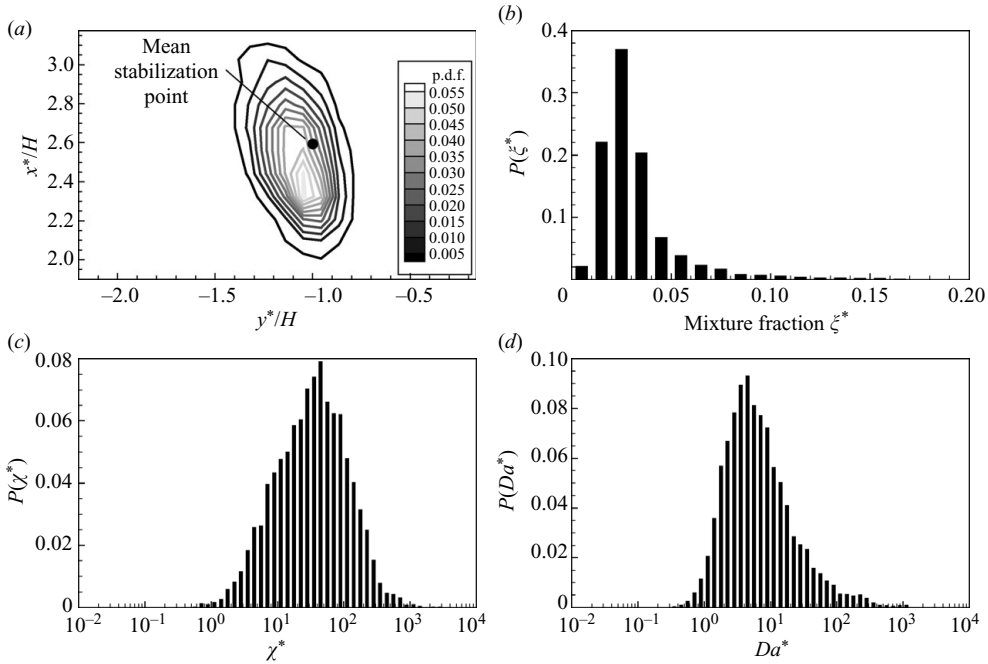 (a)
Mean
stabilization
point
p.d.f.
0.055
0.050
0.045
0.040
0.035
0.030
0.025
0.020
0.015
0.010
0.005
3.0
2.8
2.6
2.4
2.2
2.0
x*/H
−2.0 −1.5 −1.0 −0.5
y*/H
(b)
0.4
0.3
0.2
0.1
P(ξ*)
0 0.05 0.10 0.15 0.20
Mixture fraction ξ*
(c)
0.08
0.06
0.04
0.02
0
P(χ*)
10⁻² 10⁻¹ 10⁰ 10¹ 10² 10³ 10⁴
χ*
(d)
0.10
0.08
0.06
0.04
0.02
0
P(Da*)
10⁻² 10⁻¹ 10⁰ 10¹ 10² 10³ 10⁴
Da*